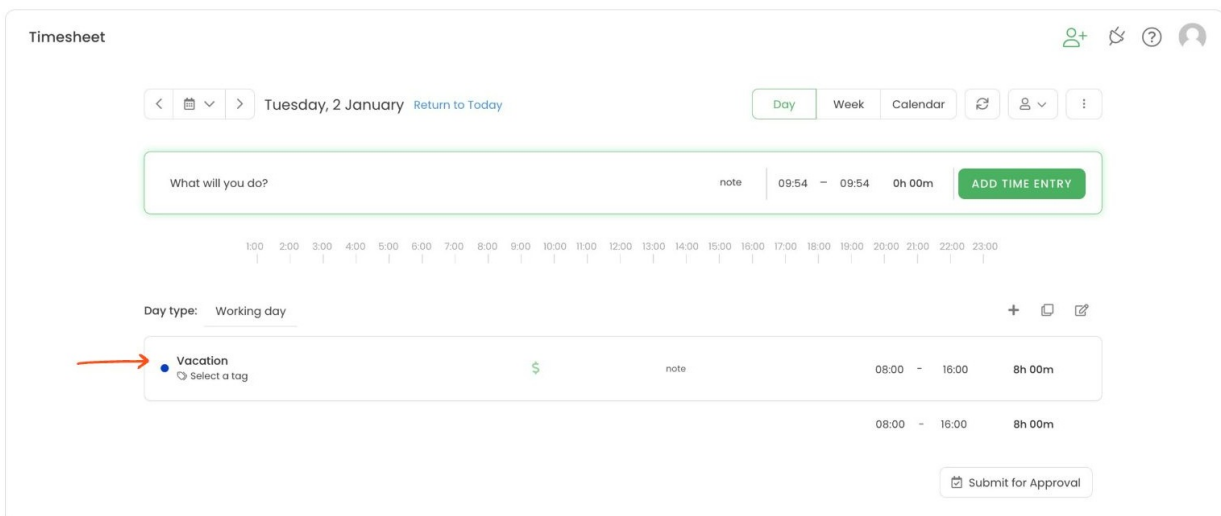 Timesheet
Tuesday, 2 January Return to Today Day Week Calendar
What will you do? note 09:54 – 09:54 0h 00m ADD TIME ENTRY
1:00 2:00 3:00 4:00 5:00 6:00 7:00 8:00 9:00 10:00 11:00 12:00 13:00 14:00 15:00 16:00 17:00 18:00 19:00 20:00 21:00 22:00 23:00
Day type: Working day
Vacation
Select a tag $ note 08:00 - 16:00 8h 00m
08:00 - 16:00 8h 00m
Submit for Approval